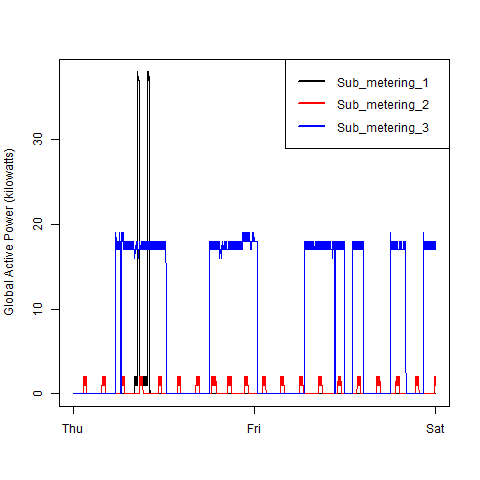 Sub_metering_1
Sub_metering_2
Sub_metering_3
Global Active Power (kilowatts)
30
20
10
0
Thu Fri Sat